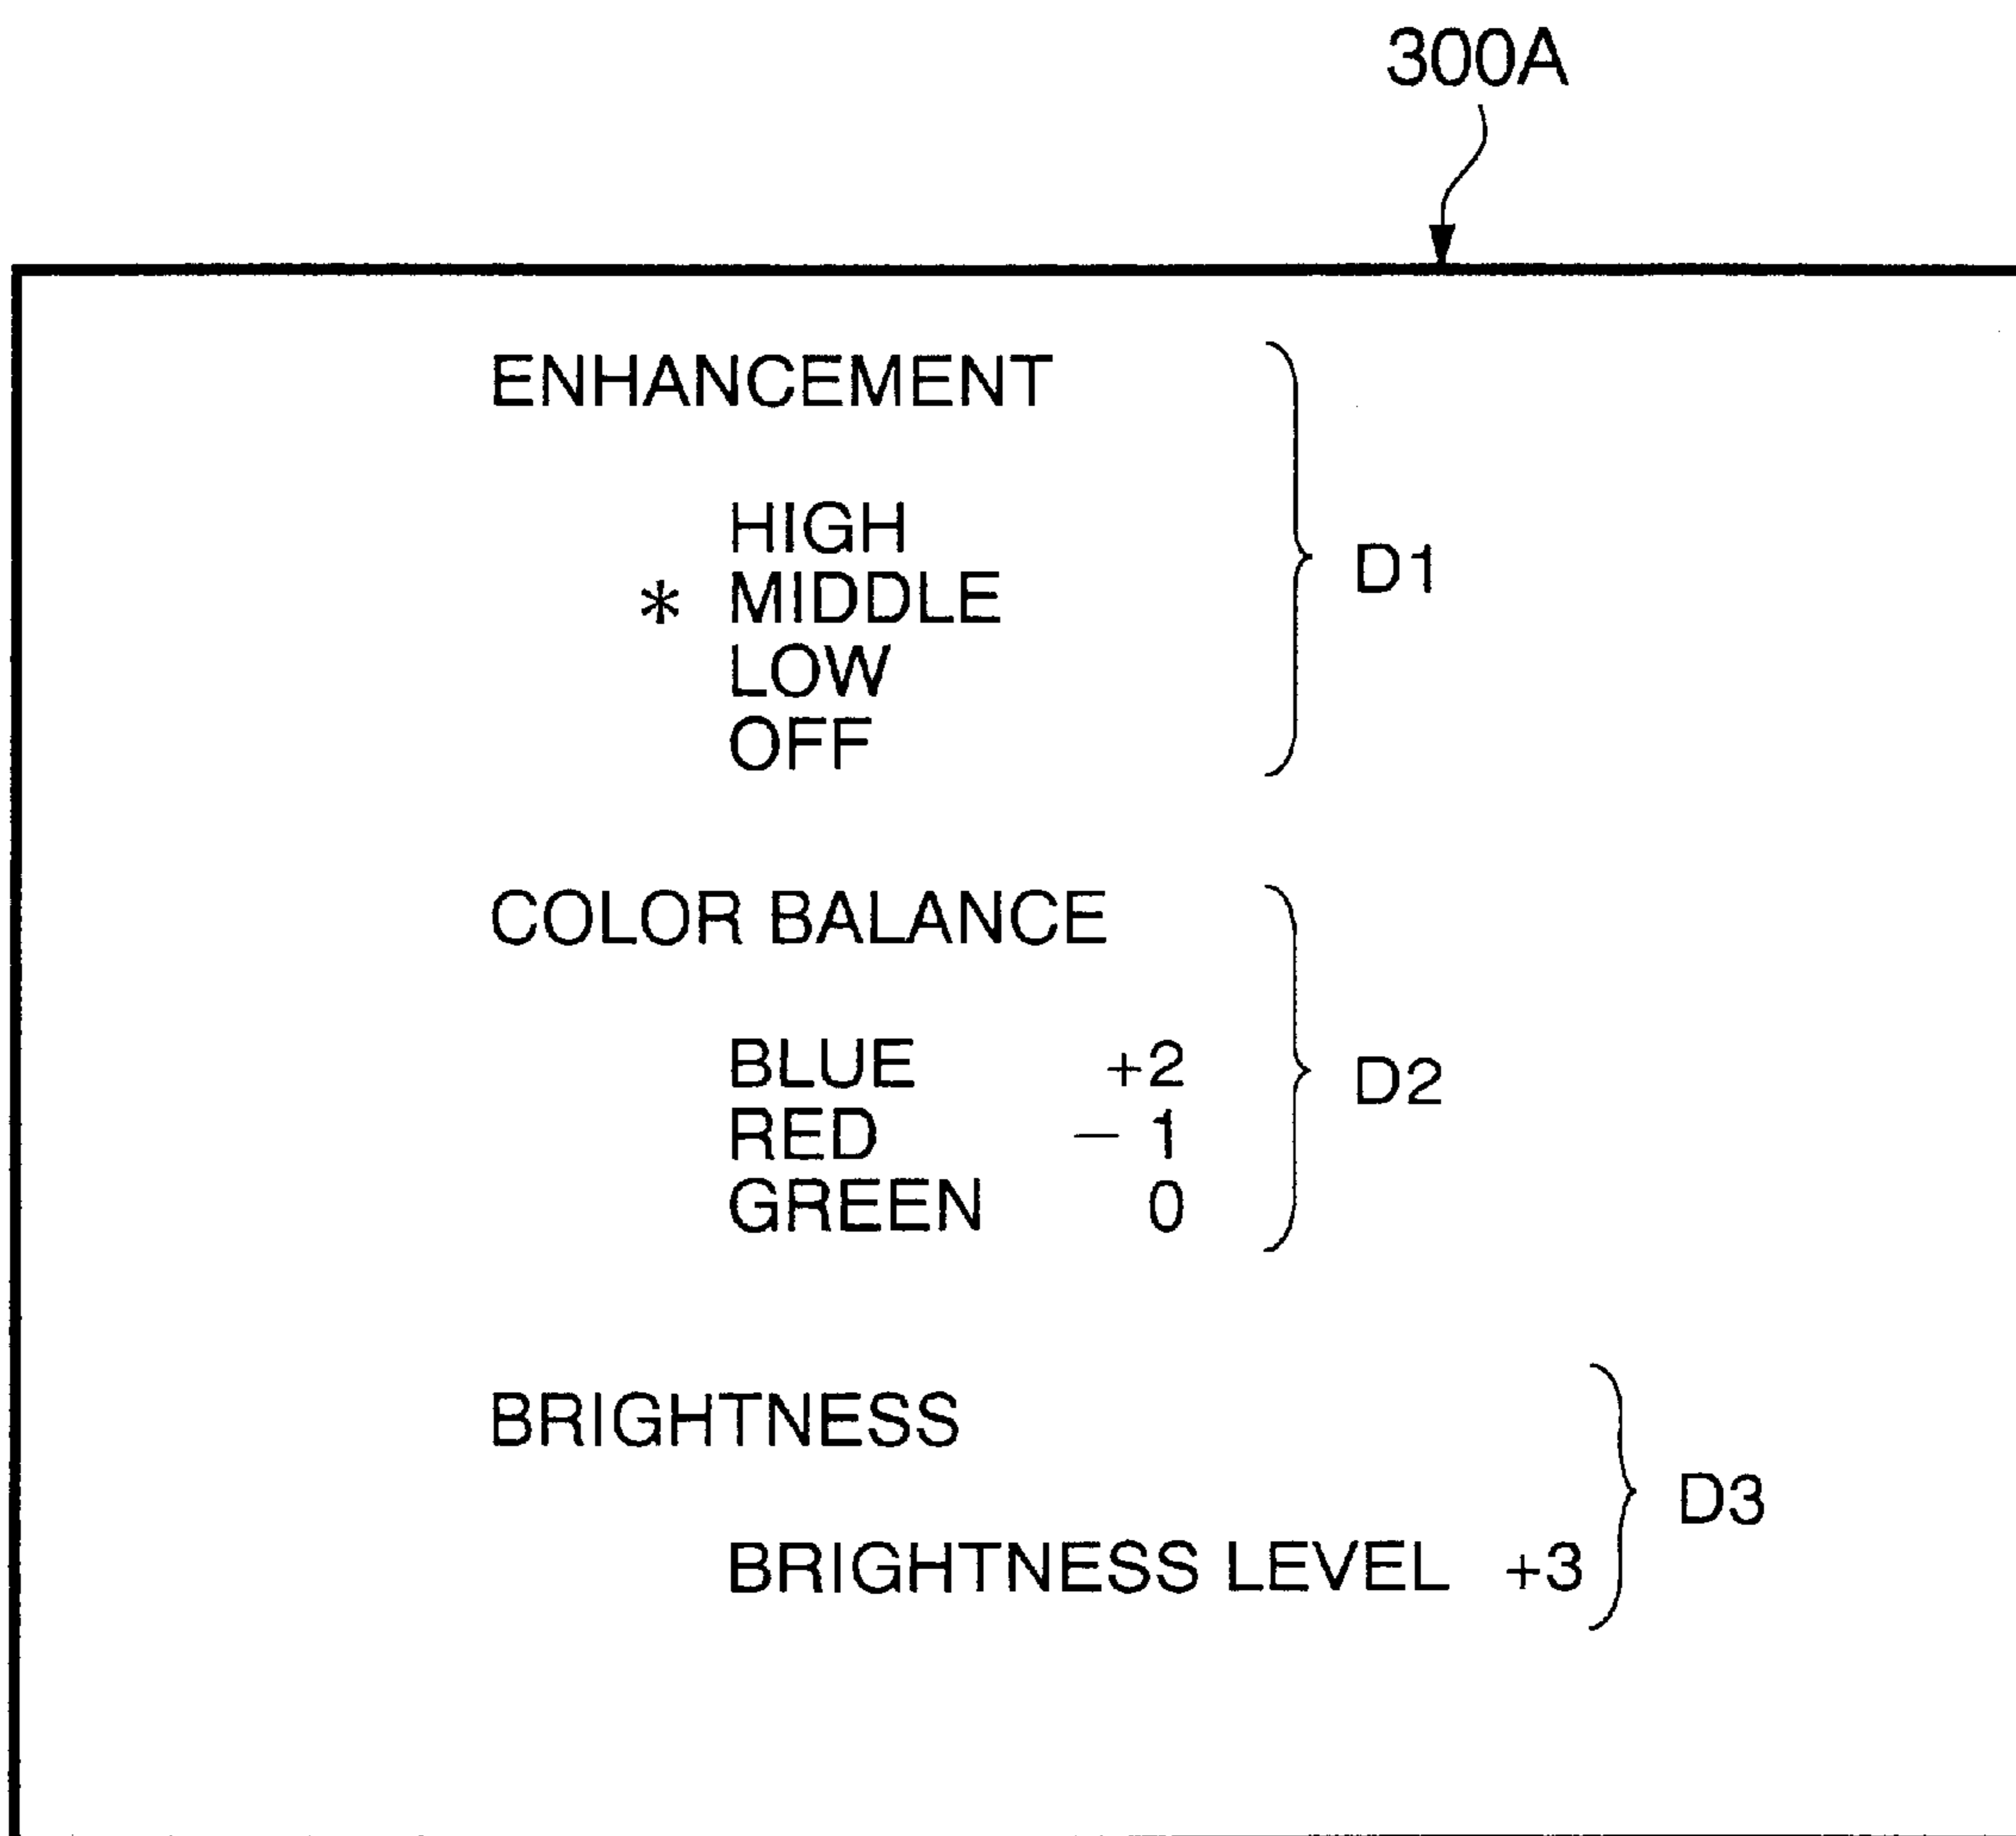 300A
ENHANCEMENT
HIGH
* MIDDLE
LOW
OFF
D1
COLOR BALANCE
BLUE +2
RED − 1
GREEN 0
D2
BRIGHTNESS
BRIGHTNESS LEVEL +3
D3